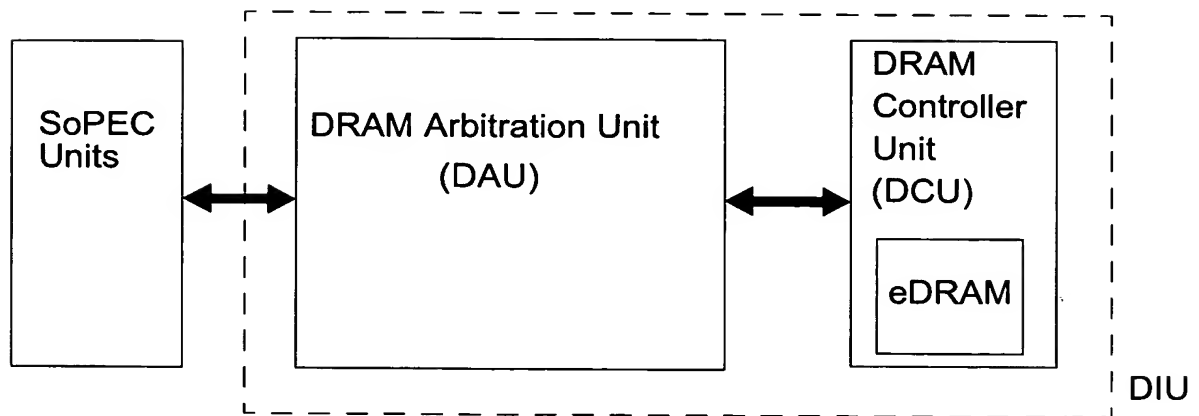 SoPEC
Units
DRAM Arbitration Unit
(DAU)
DRAM
Controller
Unit
(DCU)
eDRAM
DIU